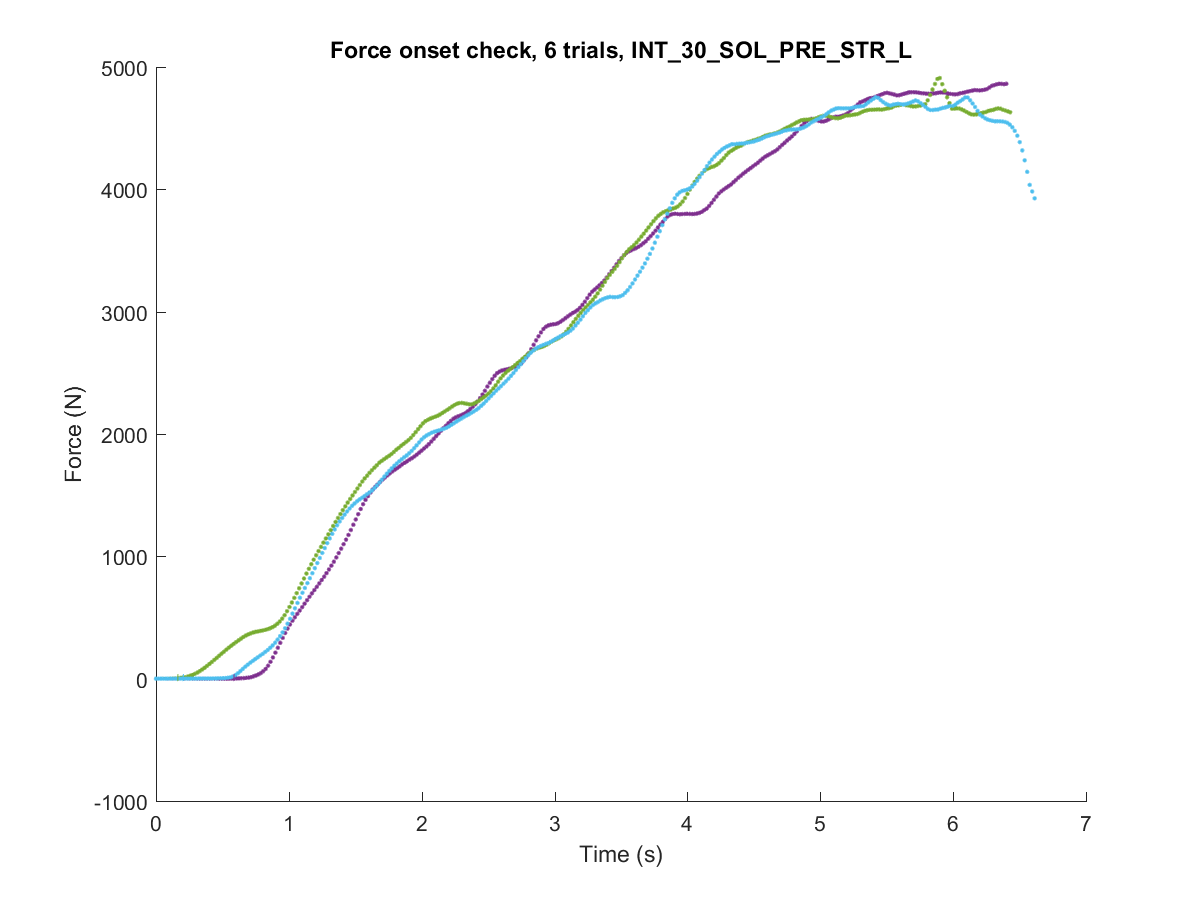 Force onset check, 6 trials, INT_30_SOL_PRE_STR_L
5000
4000
3000
2000
1000
0
-1000
Force (N)
0 1 2 3 4 5 6 7
Time (s)